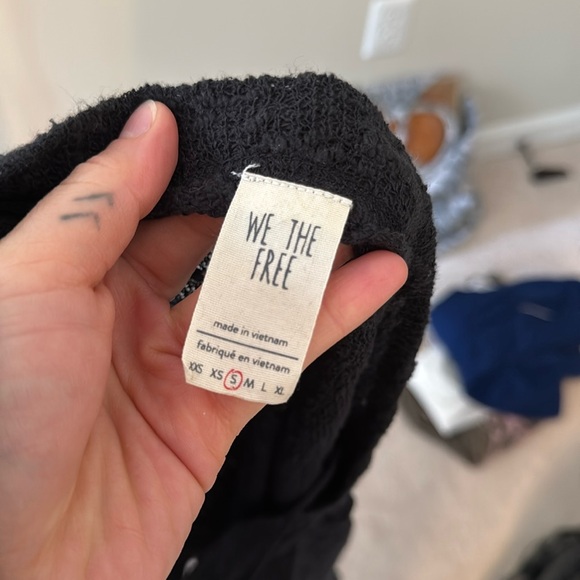 WE THE
FREE
made in vietnam
fabriqué en vietnam
XXS XS S M L XL